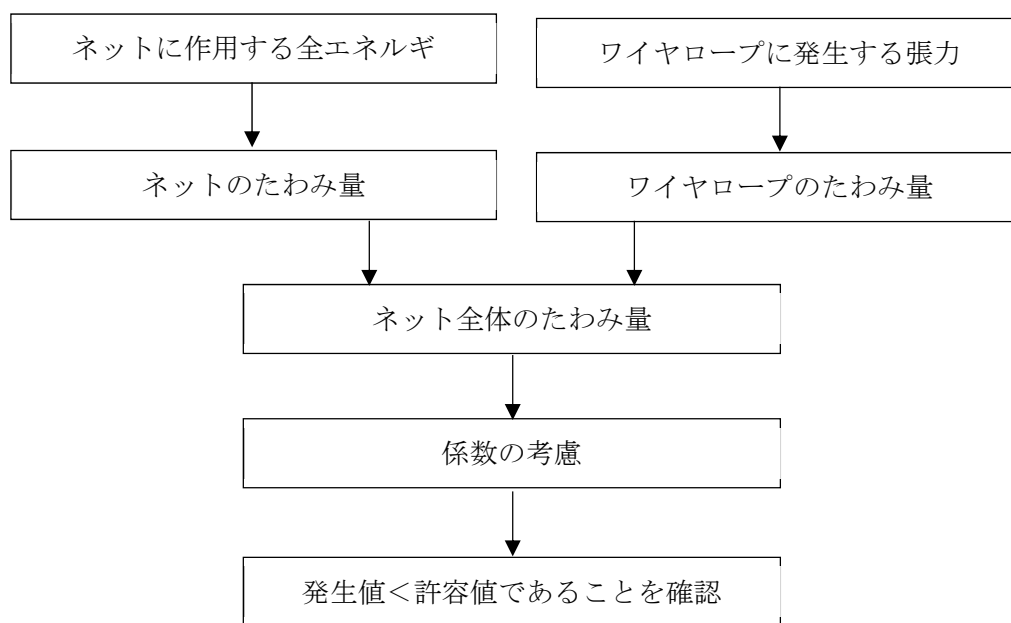 ネットに作用する全エネルギ
ワイヤロープに発生する張力
ネットのたわみ量
ワイヤロープのたわみ量
ネット全体のたわみ量
係数の考慮
発生値<許容値であることを確認